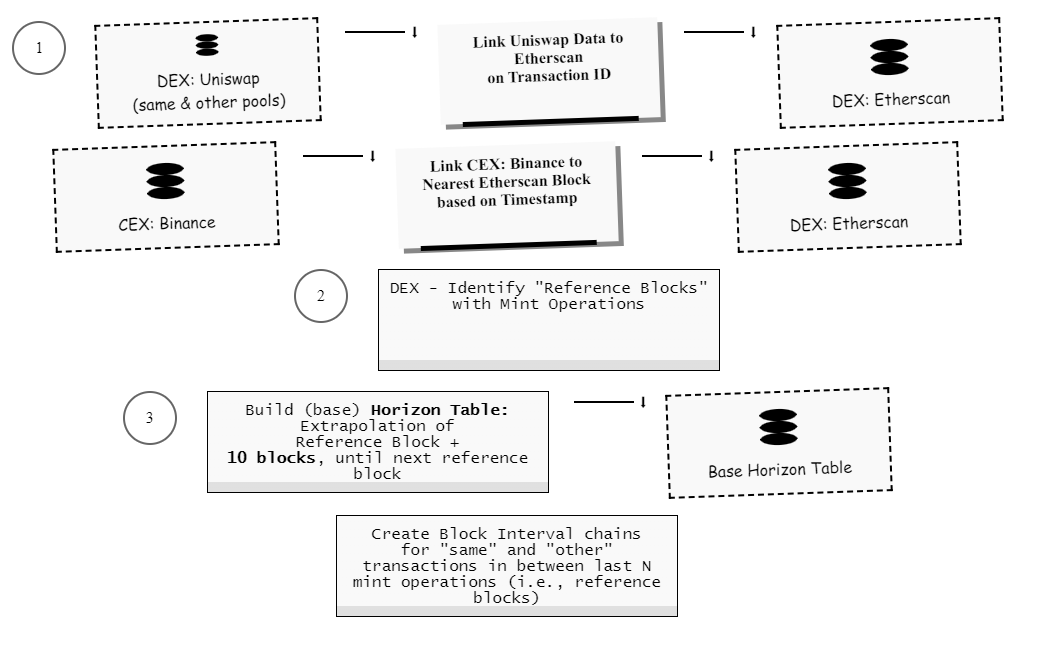 1
DEX: Uniswap
(same & other pools)
Link Uniswap Data to
Etherscan
on Transaction ID
DEX: Etherscan
CEX: Binance
Link CEX: Binance to
Nearest Etherscan Block
based on Timestamp
DEX: Etherscan
2
DEX - Identify "Reference Blocks"
with Mint Operations
3
Build (base) Horizon Table:
Extrapolation of
Reference Block +
10 blocks, until next reference
block
Base Horizon Table
Create Block Interval chains
for "same" and "other"
transactions in between last N
mint operations (i.e., reference
blocks)